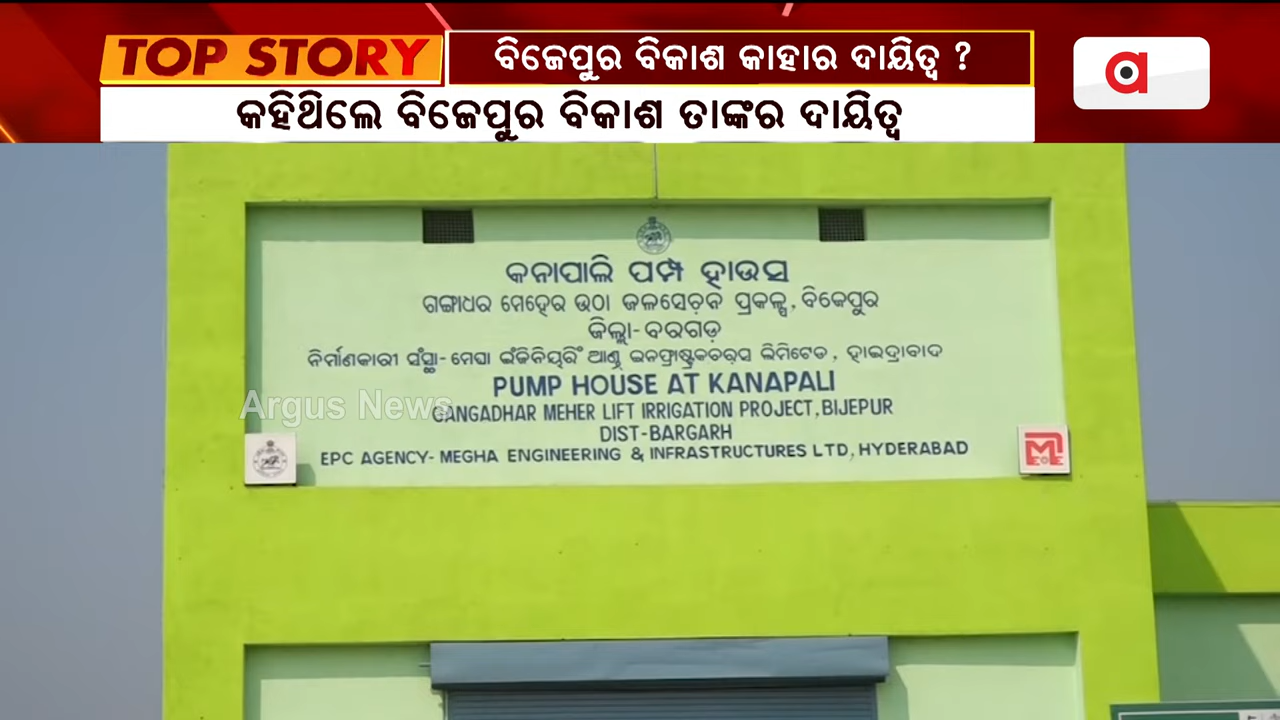 TOP STORY
ବିଜେପୁର ବିକାଶ କାହାର ଦାୟିତ୍ୱ ?
a
କହିଥିଲେ ବିଜେପୁର ବିକାଶ ତାଙ୍କର ଦାୟିତ୍ୱ
କନାପାଲି ପମ୍ପ ହାଉସ
ଗଙ୍ଗାଧର ମେହେର ଉଠା ଜଳସେଚନ ପ୍ରକଳ୍ପ, ବିଜେପୁର
ଜିଲ୍ଲା-ବରଗଡ଼
ନିର୍ମାଣକାରୀ ସଂସ୍ଥା- ମେଘା ଇଂଜିନିୟରିଂ ଆଣ୍ଡ ଇନଫ୍ରାଷ୍ଟ୍ରକଚରସ ଲିମିଟେଡ, ହାଇଦ୍ରାବାଦ
PUMP HOUSE AT KANAPALI
Argus News
GANGADHAR MEHER LIFT IRRIGATION PROJECT, BIJEPUR
DIST-BARGARH
EPC AGENCY- MEGHA ENGINEERING & INFRASTRUCTURES LTD, HYDERABAD